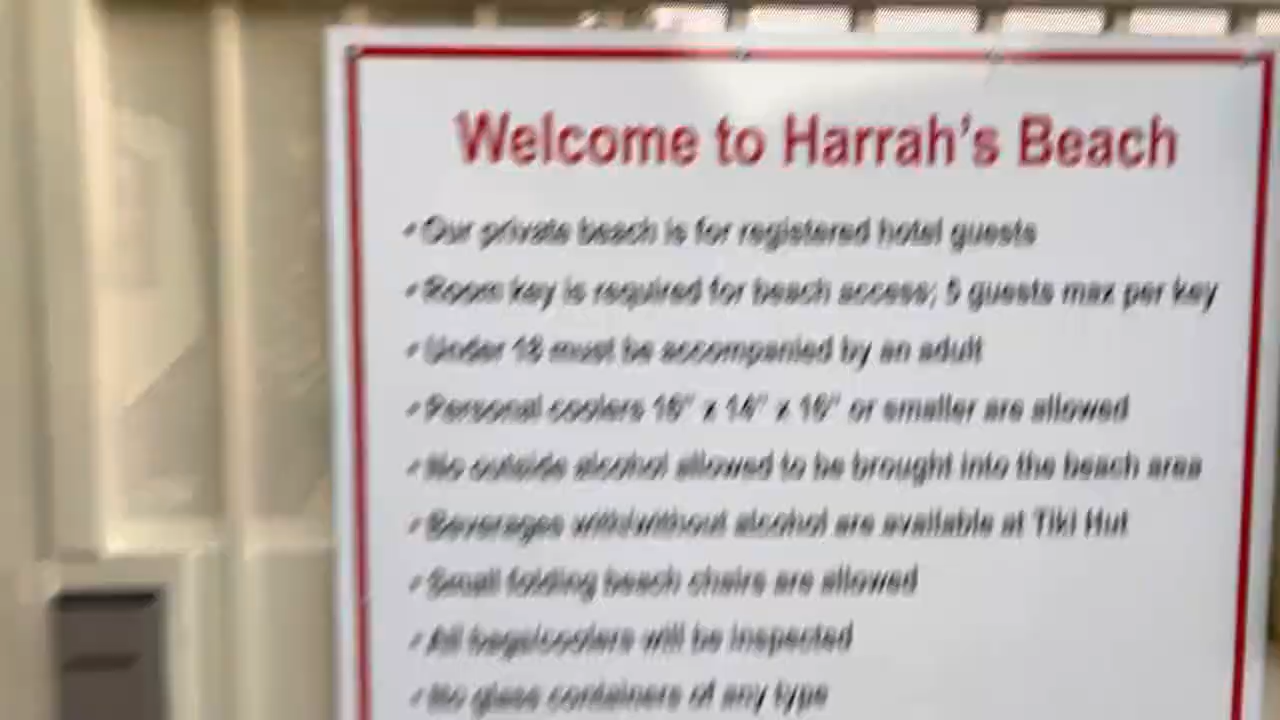 Welcome to Harrah's Beach
✓Our private beach is for registered hotel guests
✓Room key is required for beach access; 5 guests max per key
✓Under 18 must be accompanied by an adult
✓Personal coolers 16" x 14" x 16" or smaller are allowed
✓No outside alcohol allowed to be brought into the beach area
✓Beverages with/without alcohol are available at Tiki Hut
✓Small folding beach chairs are allowed
✓All bags/coolers will be inspected
✓No glass containers of any type